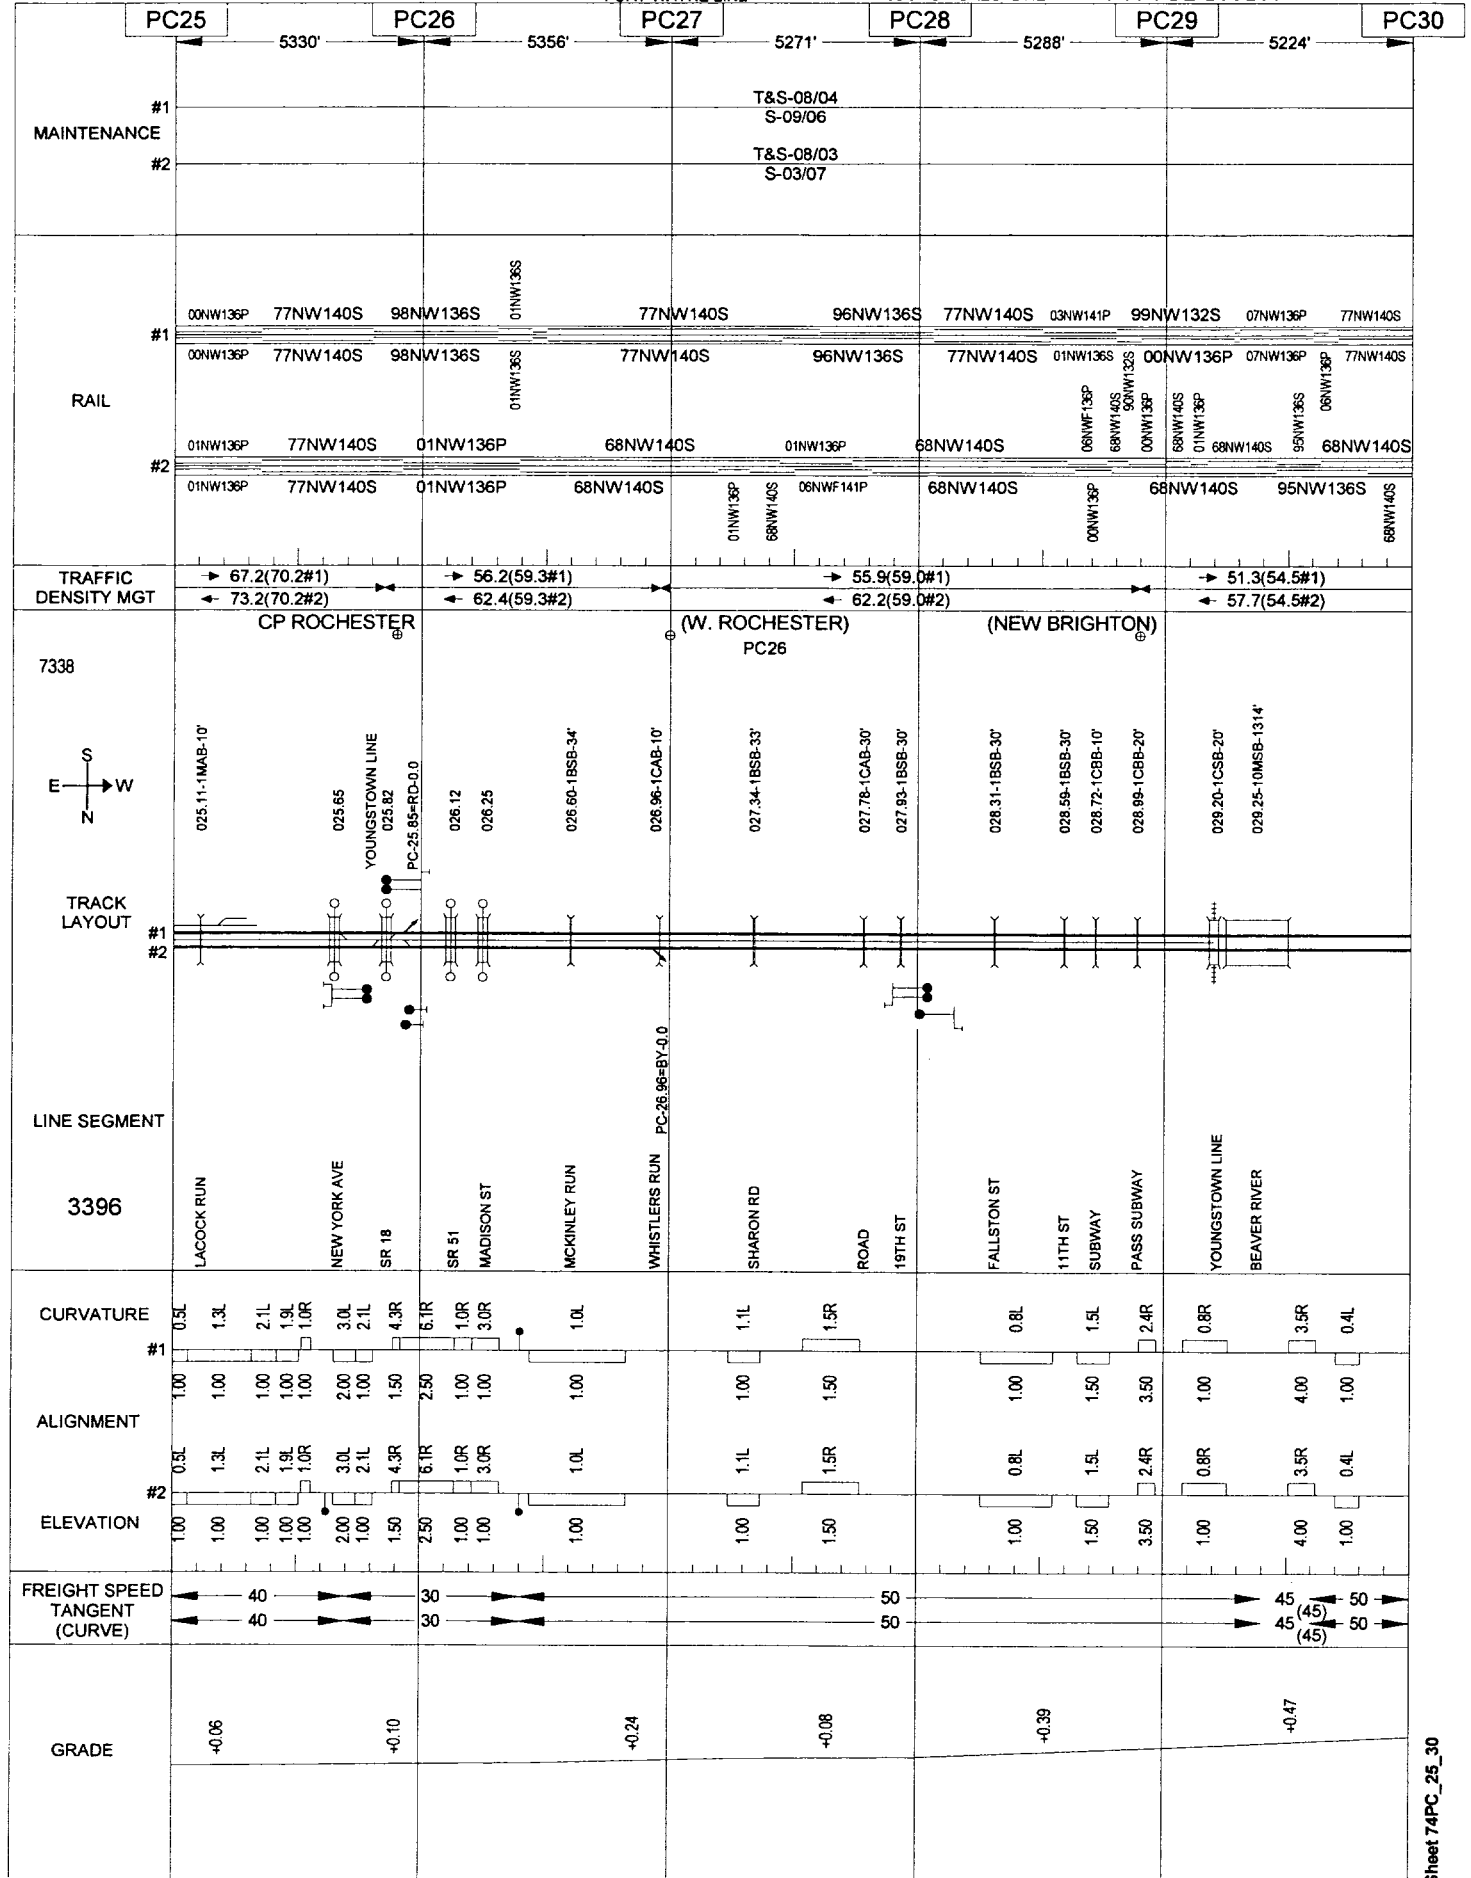 PC25 PC26 PC27 PC28 PC29 PC30
5330' 5356' 5271' 5288' 5224'
MAINTENANCE
#1
T&S-08/04
S-09/06
#2
T&S-08/03
S-03/07
RAIL
01NW136S
00NW136P 77NW140S 98NW136S 77NW140S 96NW136S 77NW140S 03NW141P 99NW132S 07NW136P 77NW140S
#1
00NW136P 77NW140S 98NW136S 01NW136S 77NW140S 96NW136S 77NW140S 01NW136S 00NW136P 07NW136P 77NW140S
06NWF136P 68NW140S 90NW132S 00NW136P 68NW140S 01NW136P 95NW136S 06NW136P
01NW136P 77NW140S 01NW136P 68NW140S 01NW136P 68NW140S 68NW140S 68NW140S
#2
01NW136P 77NW140S 01NW136P 68NW140S 01NW136P 68NW140S 06NWF141P 68NW140S 00NW136P 68NW140S 95NW136S 68NW140S
TRAFFIC
DENSITY MGT
67.2(70.2#1) 56.2(59.3#1) 55.9(59.0#1) 51.3(54.5#1)
73.2(70.2#2) 62.4(59.3#2) 62.2(59.0#2) 57.7(54.5#2)
CP ROCHESTER (W. ROCHESTER) (NEW BRIGHTON)
PC26
7338
S
E W
N
025.11-1MAB-10'
025.65
YOUNGSTOWN LINE
025.82
PC-25.85=RD-0.0
026.12
026.25
026.60-1BSB-34'
026.96-1CAB-10'
027.34-1BSB-33'
027.78-1CAB-30'
027.93-1BSB-30'
028.31-1BSB-30'
028.59-1BSB-30'
028.72-1CBB-10'
028.99-1CBB-20'
029.20-1CSB-20'
029.25-10MSB-1314'
TRACK
LAYOUT
#1
#2
PC-26.96=BY-0.0
LINE SEGMENT
3396
LACOCK RUN
NEW YORK AVE
SR 18
SR 51
MADISON ST
MCKINLEY RUN
WHISTLERS RUN
SHARON RD
ROAD
19TH ST
FALLSTON ST
11TH ST
SUBWAY
PASS SUBWAY
YOUNGSTOWN LINE
BEAVER RIVER
CURVATURE
0.5L 1.3L 2.1L 1.9L 1.0R 3.0L 2.1L 4.3R 6.1R 1.0R 3.0R 1.0L 1.1L 1.5R 0.8L 1.5L 2.4R 0.8R 3.5R 0.4L
#1
1.00 1.00 1.00 1.00 1.00 2.00 1.00 1.50 2.50 1.00 1.00 1.00 1.00 1.50 1.00 1.50 3.50 1.00 4.00 1.00
ALIGNMENT
0.5L 1.3L 2.1L 1.9L 1.0R 3.0L 2.1L 4.3R 6.1R 1.0R 3.0R 1.0L 1.1L 1.5R 0.8L 1.5L 2.4R 0.8R 3.5R 0.4L
#2
ELEVATION
1.00 1.00 1.00 1.00 1.00 2.00 1.00 1.50 2.50 1.00 1.00 1.00 1.00 1.50 1.00 1.50 3.50 1.00 4.00 1.00
FREIGHT SPEED
TANGENT
(CURVE)
40 30 50 45 (45) 50
40 30 50 45 (45) 50
GRADE
+0.06 +0.10 +0.24 +0.08 +0.39 +0.47
Sheet 74PC_25_30